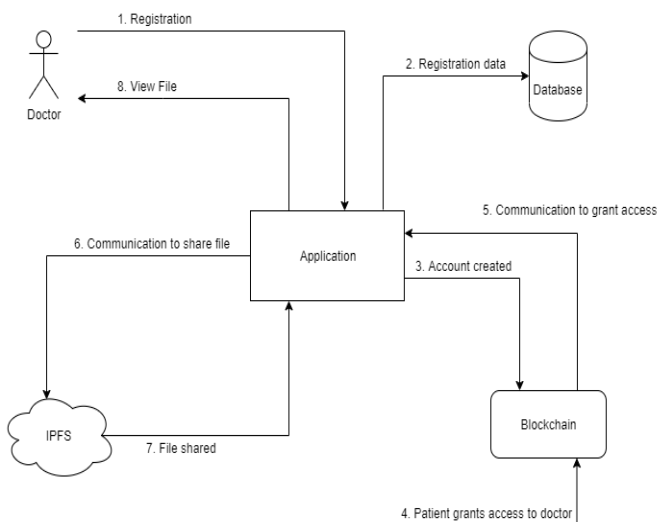 1. Registration
2. Registration data
8. View File
Database
Doctor
5. Communication to grant access
6. Communication to share file
Application
3. Account created
Blockchain
IPFS
7. File shared
4. Patient grants access to doctor